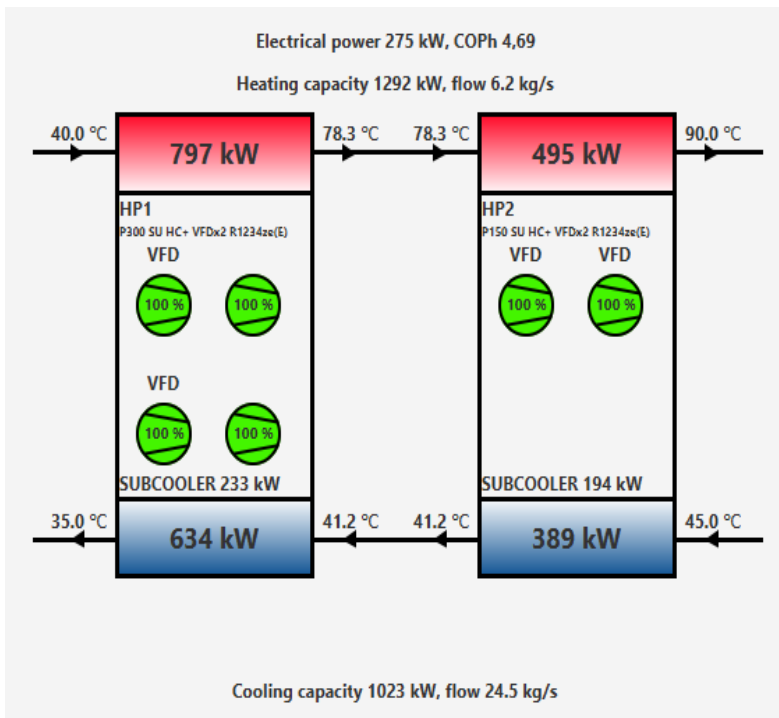 Electrical power 275 kW, COPh 4,69
Heating capacity 1292 kW, flow 6.2 kg/s
40.0 °C 797 kW 78.3 °C 78.3 °C 495 kW 90.0 °C
HP1 HP2
P300 SU HC+ VFDx2 R1234ze(E) P150 SU HC+ VFDx2 R1234ze(E)
VFD VFD VFD
100 % 100 % 100 % 100 %
VFD
100 % 100 %
SUBCOOLER 233 kW SUBCOOLER 194 kW
35.0 °C 634 kW 41.2 °C 41.2 °C 389 kW 45.0 °C
Cooling capacity 1023 kW, flow 24.5 kg/s